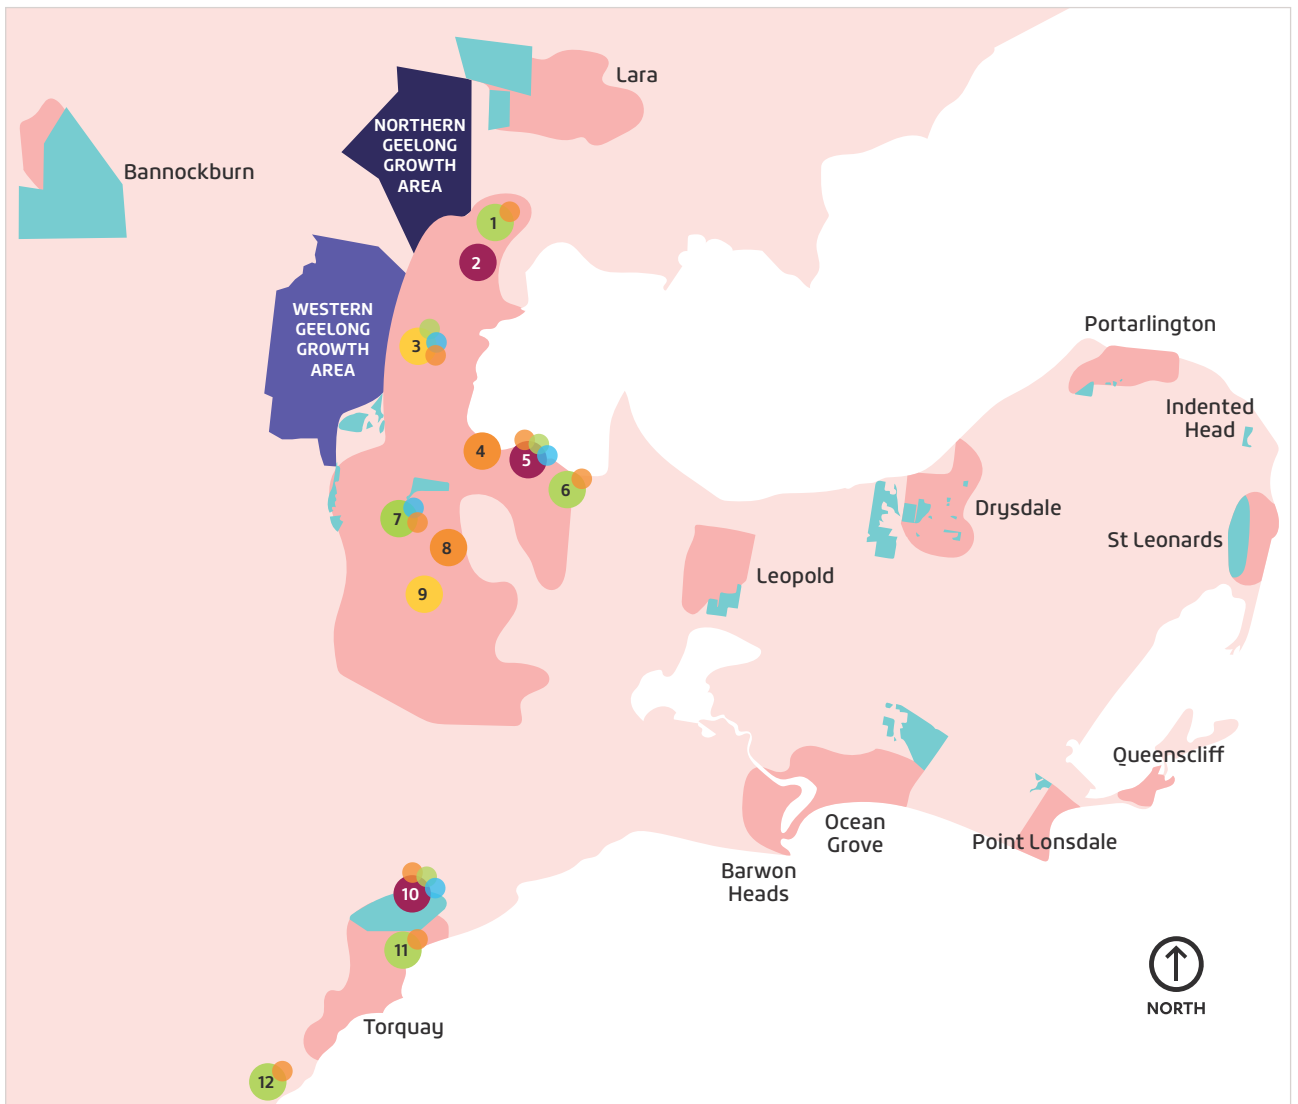 Lara
NORTHERN
GEELONG
GROWTH
AREA
Bannockburn
1
2
WESTERN
GEELONG
GROWTH
AREA
3
Portarlington
Indented
Head
4
5
6
7
8
9
Drysdale
St Leonards
Leopold
Queenscliff
Ocean
Grove
Point Lonsdale
Barwon
Heads
10
11
Torquay
12
NORTH